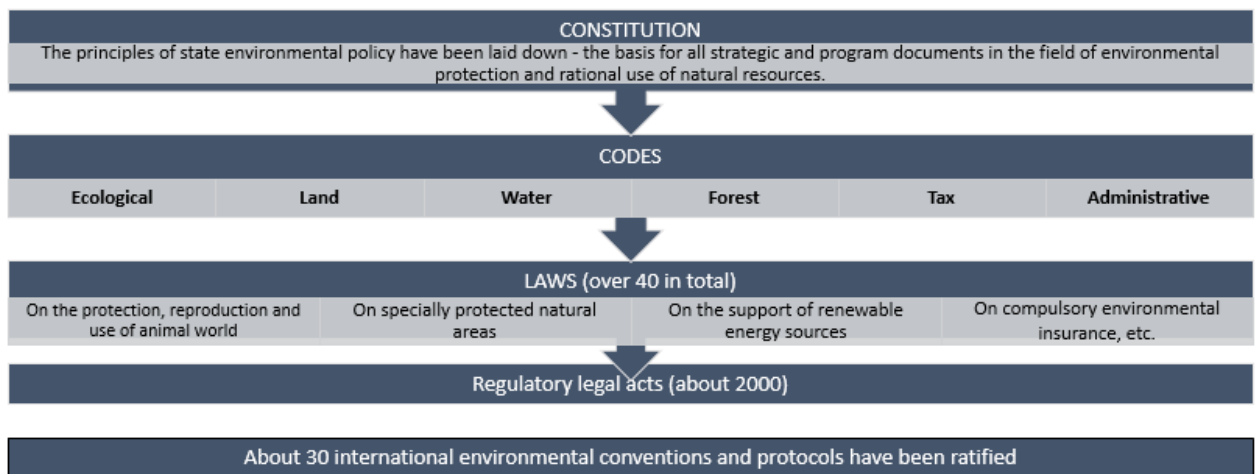 CONSTITUTION
The principles of state environmental policy have been laid down - the basis for all strategic and program documents in the field of environmental
protection and rational use of natural resources.
CODES
Ecological Land Water Forest Tax Administrative
LAWS (over 40 in total)
On the protection, reproduction and
use of animal world
On specially protected natural
areas
On the support of renewable
energy sources
On compulsory environmental
insurance, etc.
Regulatory legal acts (about 2000)
About 30 international environmental conventions and protocols have been ratified